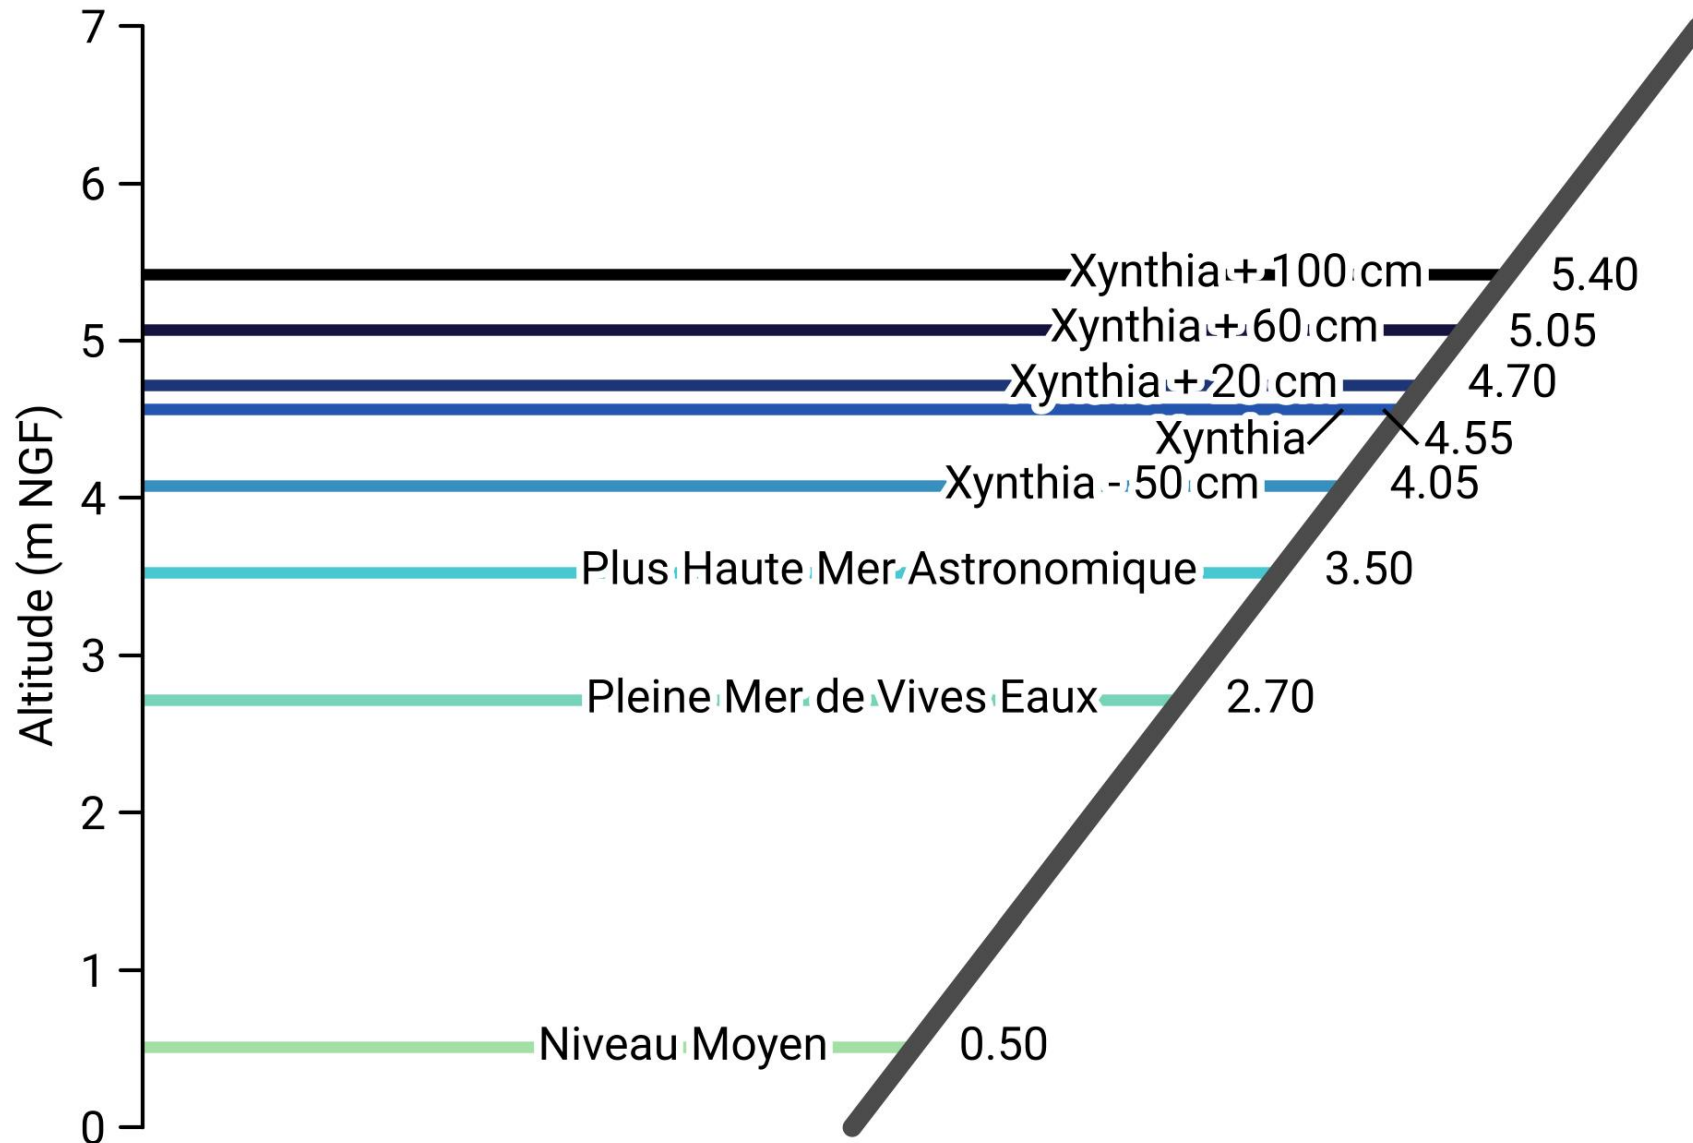 7
6
Xynthia + 100 cm 5.40
Xynthia + 60 cm 5.05
5
Xynthia + 20 cm 4.70
Xynthia 4.55
Xynthia - 50 cm 4.05
4
Plus Haute Mer Astronomique 3.50
Altitude (m NGF)
3
Pleine Mer de Vives Eaux 2.70
2
1
Niveau Moyen 0.50
0